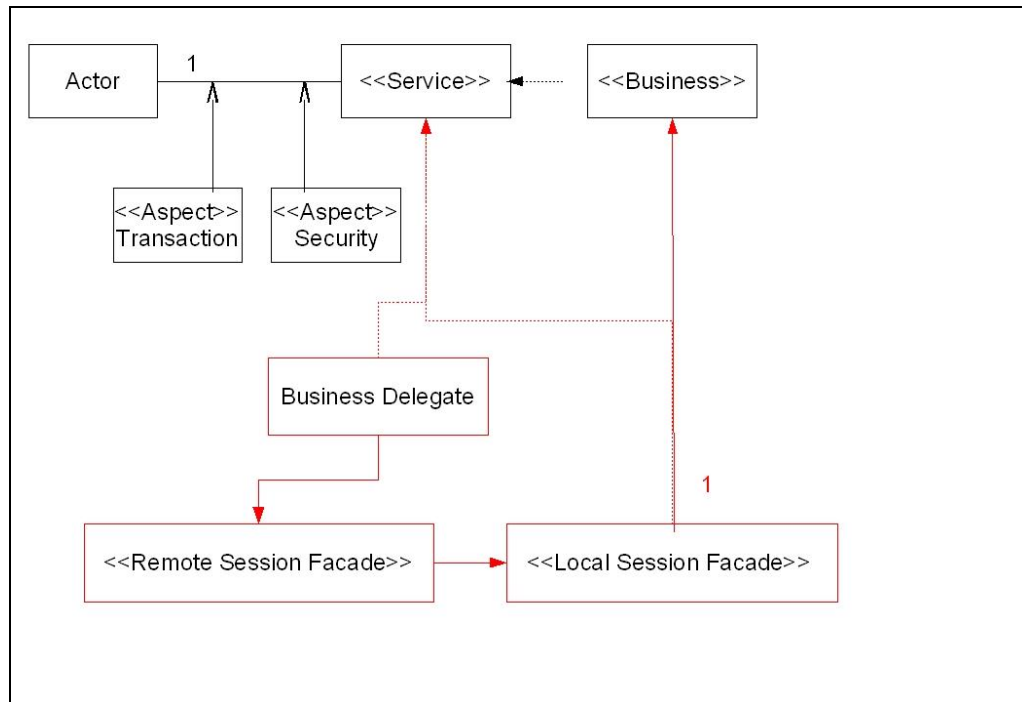 1
Actor
<<Service>>
<<Business>>
<<Aspect>>
Transaction
<<Aspect>>
Security
Business Delegate
1
<<Remote Session Facade>>
<<Local Session Facade>>